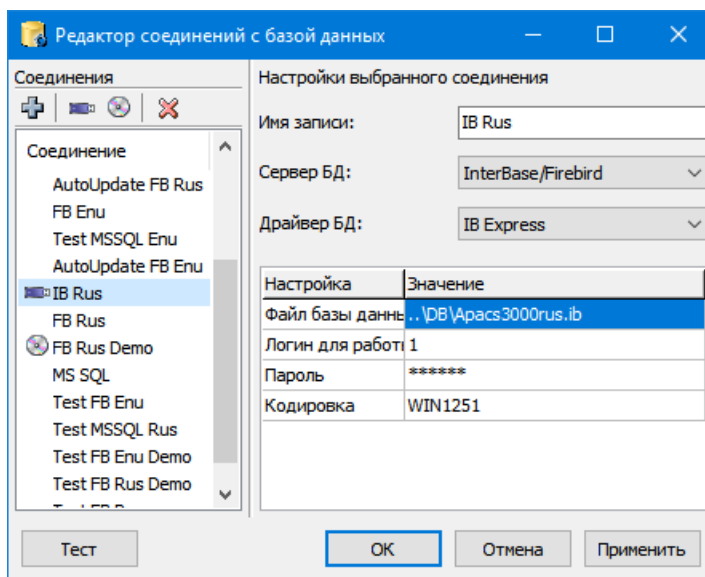 Редактор соединений с базой данных
Соединения
Соединение
AutoUpdate FB Rus
FB Enu
Test MSSQL Enu
AutoUpdate FB Enu
IB Rus
FB Rus
FB Rus Demo
MS SQL
Test FB Enu
Test MSSQL Rus
Test FB Enu Demo
Test FB Rus Demo
Настройки выбранного соединения
Имя записи: IB Rus
Сервер БД: InterBase/Firebird
Драйвер БД: IB Express
Настройка Значение
Файл базы даннь ..\DB\Apacs3000rus.ib
Логин для работı 1
Пароль ******
Кодировка WIN1251
Тест ОК Отмена Применить